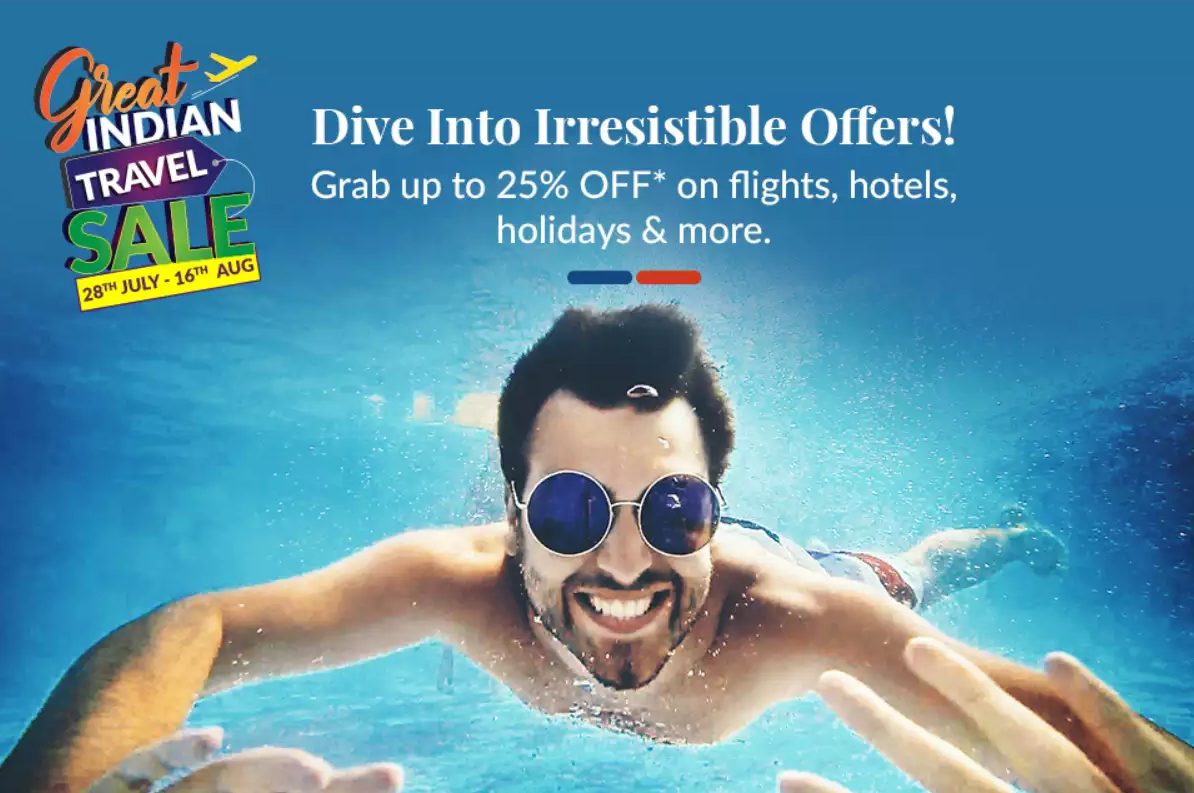 Great
INDIAN
TRAVEL
SALE
28TH JULY - 16TH AUG
Dive Into Irresistible Offers!
Grab up to 25% OFF* on flights, hotels,
holidays & more.